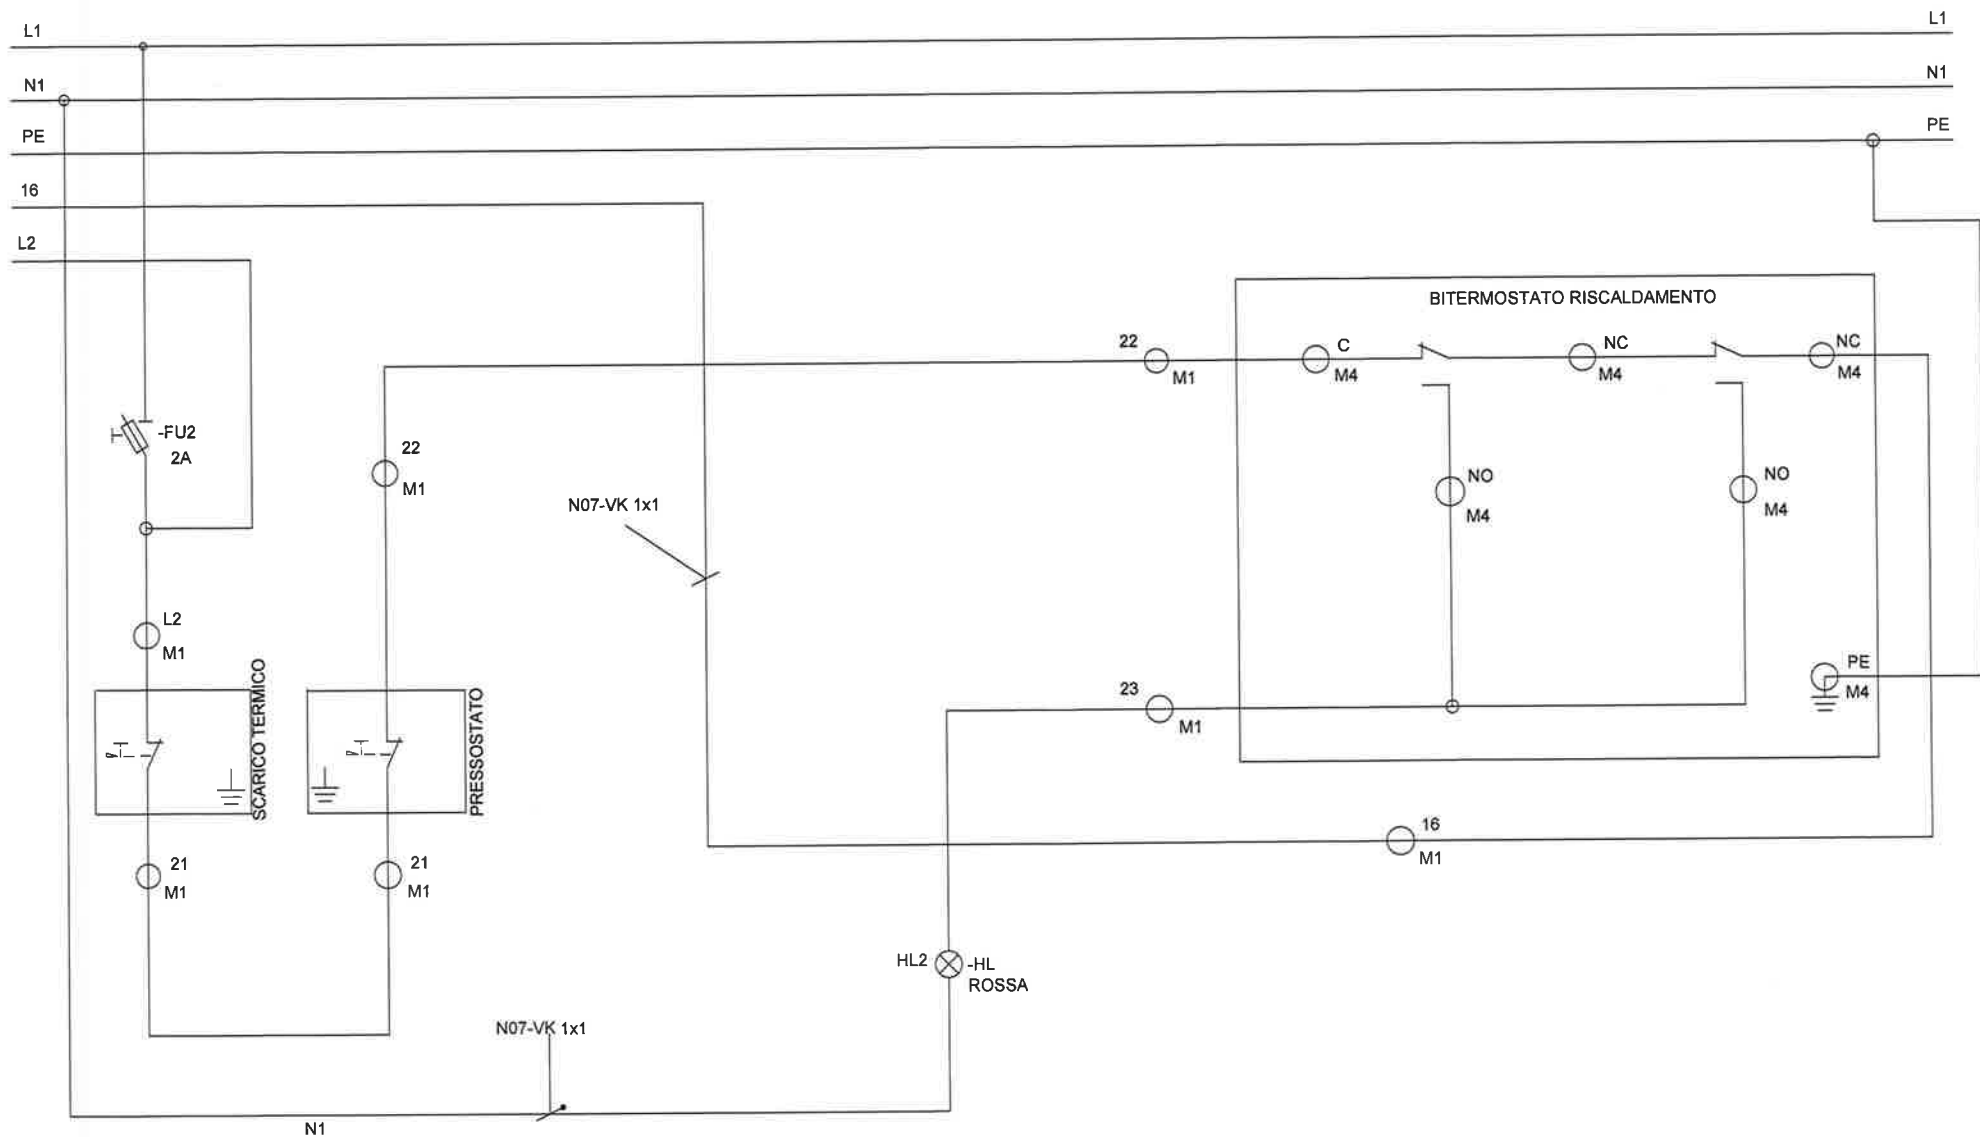 L1
L1
N1
N1
PE
PE
16
L2
BITERMOSTATO RISCALDAMENTO
22
M1
C
M4
NC
M4
NC
M4
-FU2
2A
22
M1
N07-VK 1x1
NO
M4
NO
M4
L2
M1
SCARICO TERMICO
PRESSOSTATO
PE
M4
23
M1
16
M1
21
M1
21
M1
HL2
-HL
ROSSA
N07-VK 1x1
N1